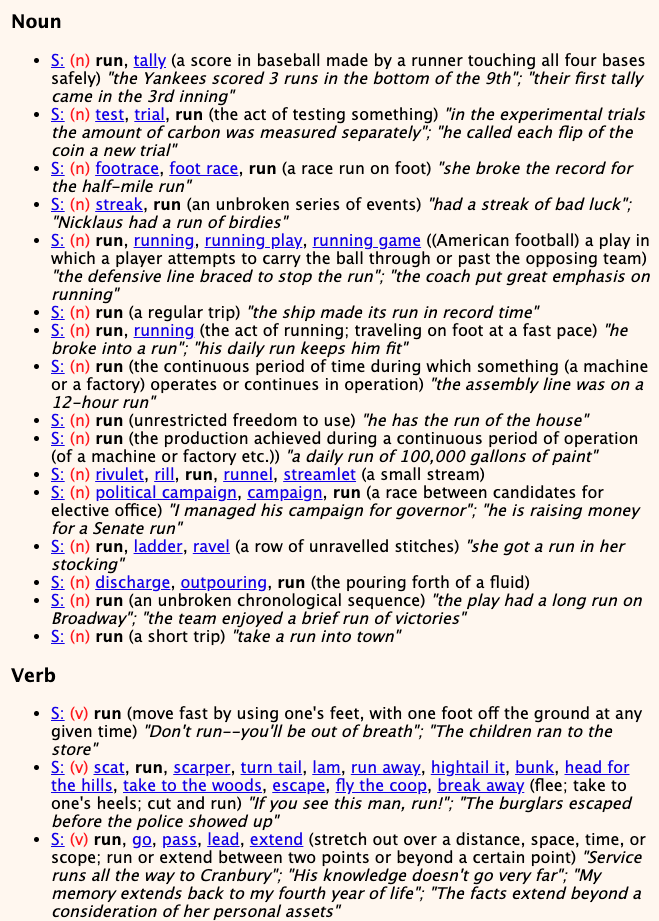 Noun
• S: (n) run, tally (a score in baseball made by a runner touching all four bases
safely) "the Yankees scored 3 runs in the bottom of the 9th"; "their first tally
came in the 3rd inning"
• S: (n) test, trial, run (the act of testing something) "in the experimental trials
the amount of carbon was measured separately"; "he called each flip of the
coin a new trial"
• S: (n) footrace, foot race, run (a race run on foot) "she broke the record for
the half-mile run"
• S: (n) streak, run (an unbroken series of events) "had a streak of bad luck";
"Nicklaus had a run of birdies"
• S: (n) run, running, running play, running game ((American football) a play in
which a player attempts to carry the ball through or past the opposing team)
"the defensive line braced to stop the run"; "the coach put great emphasis on
running"
• S: (n) run (a regular trip) "the ship made its run in record time"
• S: (n) run, running (the act of running; traveling on foot at a fast pace) "he
broke into a run"; "his daily run keeps him fit"
• S: (n) run (the continuous period of time during which something (a machine
or a factory) operates or continues in operation) "the assembly line was on a
12-hour run"
• S: (n) run (unrestricted freedom to use) "he has the run of the house"
• S: (n) run (the production achieved during a continuous period of operation
(of a machine or factory etc.)) "a daily run of 100,000 gallons of paint"
• S: (n) rivulet, rill, run, runnel, streamlet (a small stream)
• S: (n) political campaign, campaign, run (a race between candidates for
elective office) "I managed his campaign for governor"; "he is raising money
for a Senate run"
• S: (n) run, ladder, ravel (a row of unravelled stitches) "she got a run in her
stocking"
• S: (n) discharge, outpouring, run (the pouring forth of a fluid)
• S: (n) run (an unbroken chronological sequence) "the play had a long run on
Broadway"; "the team enjoyed a brief run of victories"
• S: (n) run (a short trip) "take a run into town"
Verb
• S: (v) run (move fast by using one's feet, with one foot off the ground at any
given time) "Don't run--you'll be out of breath"; "The children ran to the
store"
• S: (v) scat, run, scarper, turn tail, lam, run away, hightail it, bunk, head for
the hills, take to the woods, escape, fly the coop, break away (flee; take to
one's heels; cut and run) "If you see this man, run!"; "The burglars escaped
before the police showed up"
• S: (v) run, go, pass, lead, extend (stretch out over a distance, space, time, or
scope; run or extend between two points or beyond a certain point) "Service
runs all the way to Cranbury"; "His knowledge doesn't go very far"; "My
memory extends back to my fourth year of life"; "The facts extend beyond a
consideration of her personal assets"